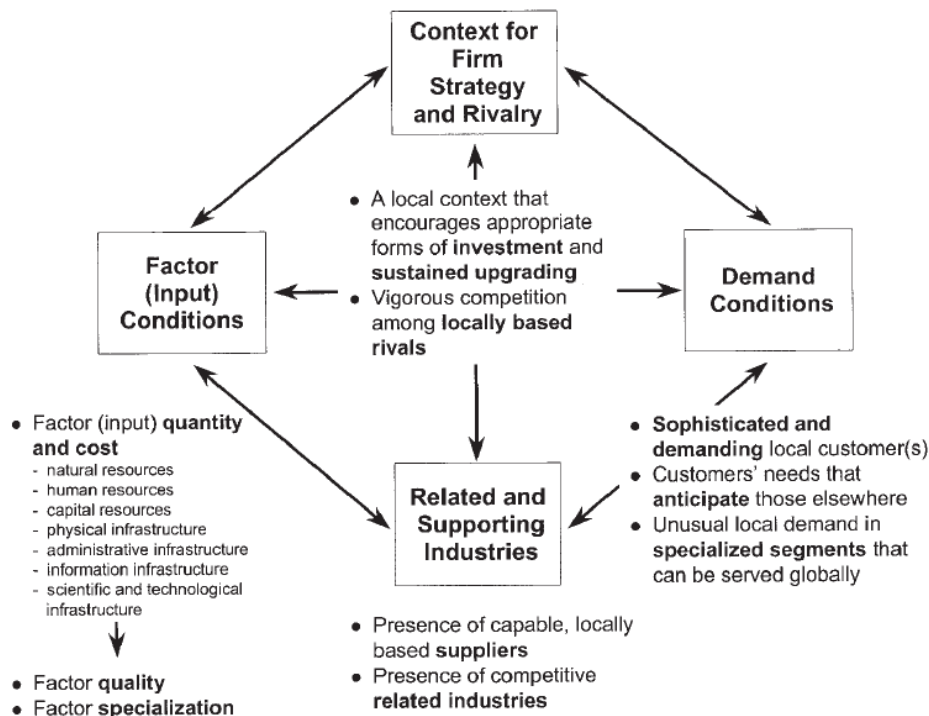 Context for
Firm
Strategy
and Rivalry
• A local context that
encourages appropriate
forms of investment and
sustained upgrading
• Vigorous competition
among locally based
rivals
Factor
(Input)
Conditions
Demand
Conditions
• Factor (input) quantity
and cost
- natural resources
- human resources
- capital resources
- physical infrastructure
- administrative infrastructure
- information infrastructure
- scientific and technological
infrastructure
• Factor quality
• Factor specialization
Related and
Supporting
Industries
• Presence of capable, locally
based suppliers
• Presence of competitive
related industries
• Sophisticated and
demanding local customer(s)
• Customers' needs that
anticipate those elsewhere
• Unusual local demand in
specialized segments that
can be served globally